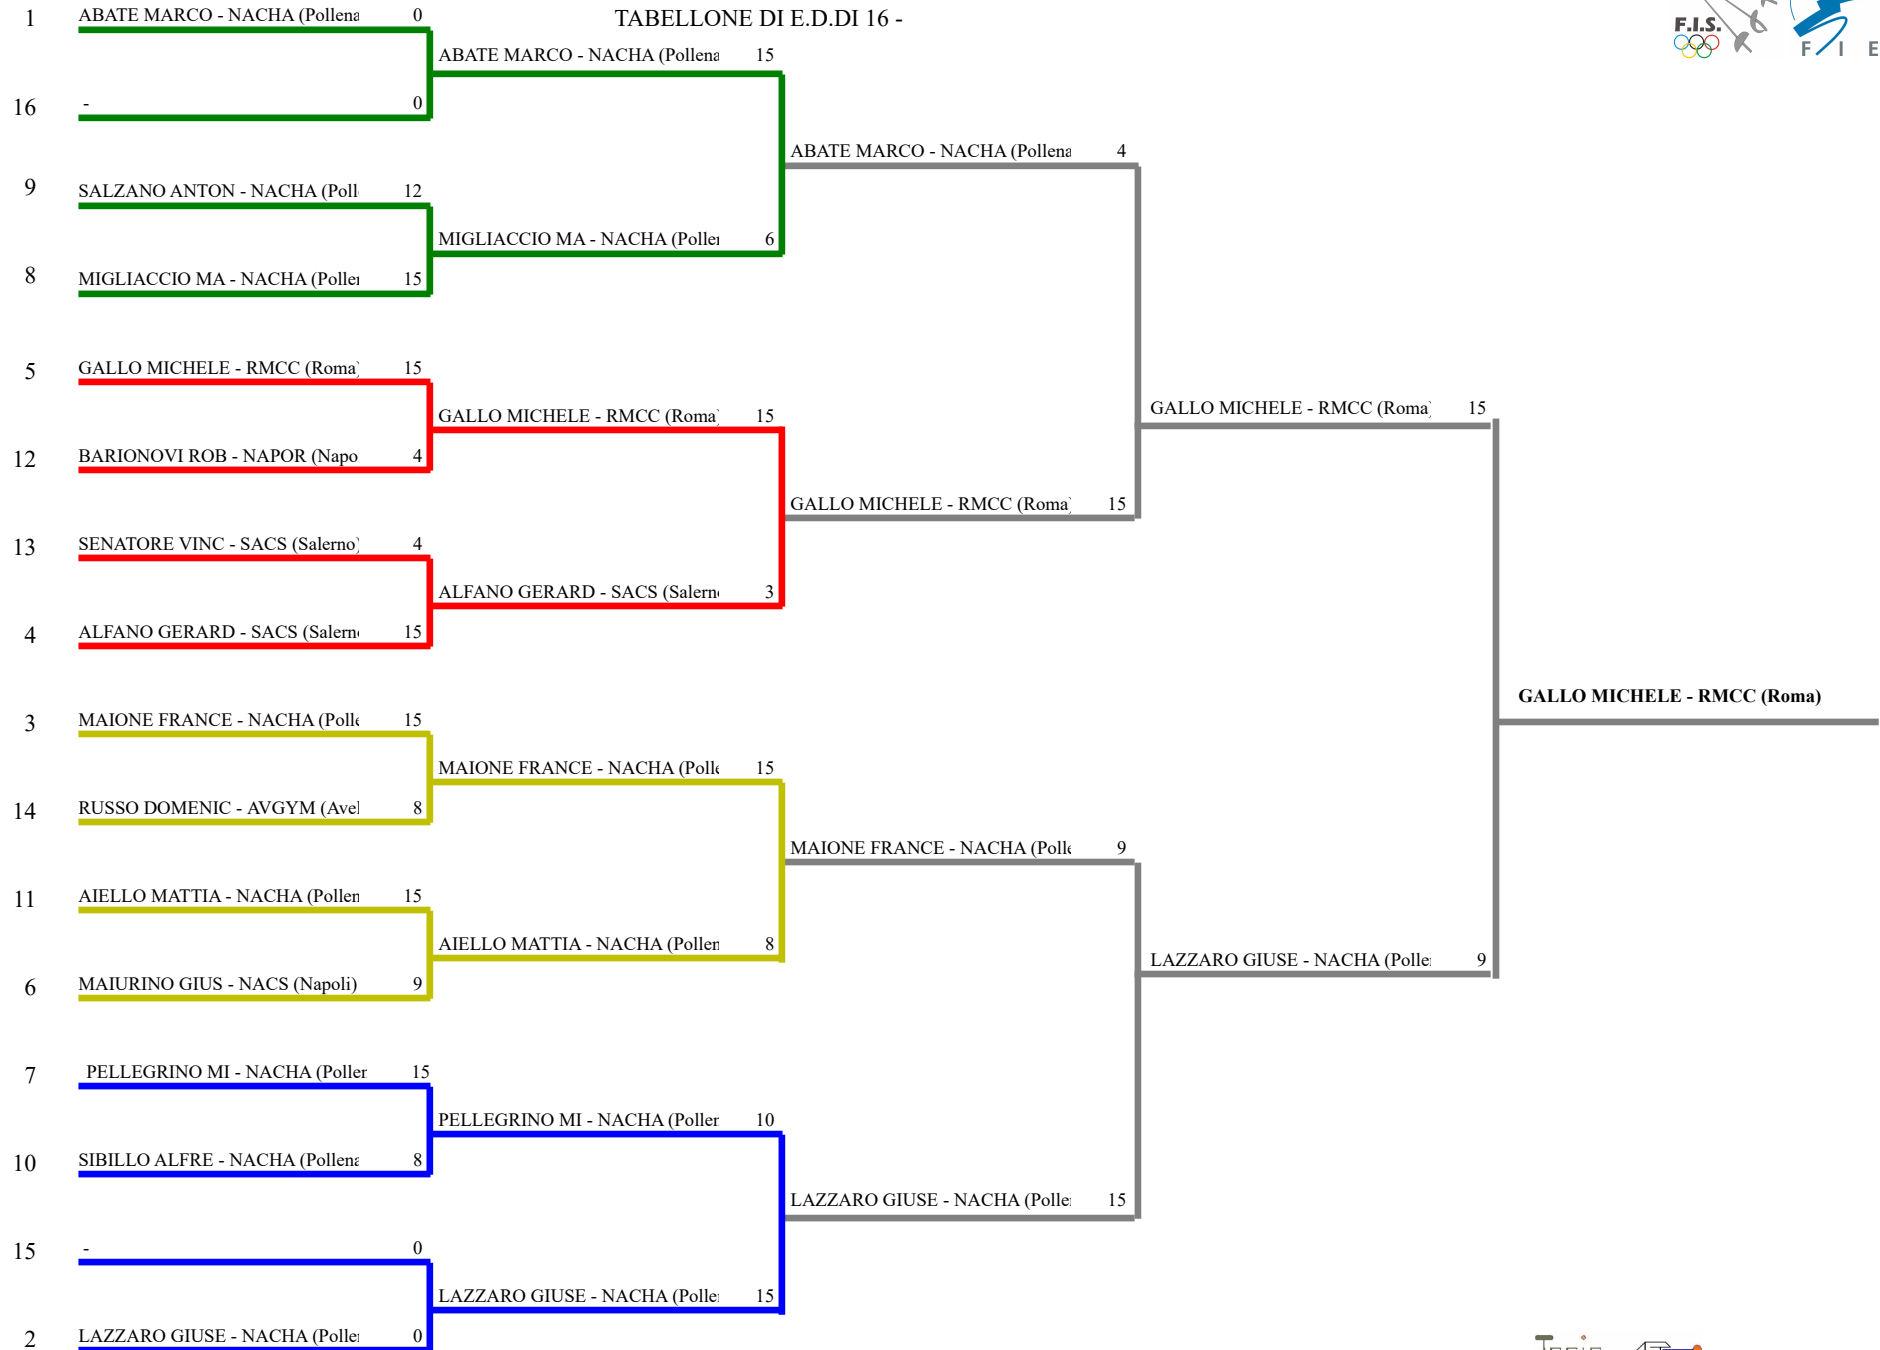 TABELLONE DI E.D.DI 16 -
F.I.S.
F I E
1 ABATE MARCO - NACHA (Pollena 0
ABATE MARCO - NACHA (Pollena 15
16 - 0
ABATE MARCO - NACHA (Pollena 4
9 SALZANO ANTON - NACHA (Poll 12
MIGLIACCIO MA - NACHA (Poller 6
8 MIGLIACCIO MA - NACHA (Poller 15
5 GALLO MICHELE - RMCC (Roma) 15
GALLO MICHELE - RMCC (Roma) 15
GALLO MICHELE - RMCC (Roma) 15
12 BARIONOVI ROB - NAPOR (Napo 4
GALLO MICHELE - RMCC (Roma) 15
13 SENATORE VINC - SACS (Salerno) 4
ALFANO GERARD - SACS (Salerno 3
4 ALFANO GERARD - SACS (Salerno 15
GALLO MICHELE - RMCC (Roma)
3 MAIONE FRANCE - NACHA (Polle 15
MAIONE FRANCE - NACHA (Polle 15
14 RUSSO DOMENIC - AVGYM (Avel 8
MAIONE FRANCE - NACHA (Polle 9
11 AIELLO MATTIA - NACHA (Pollen 15
AIELLO MATTIA - NACHA (Pollen 8
LAZZARO GIUSE - NACHA (Polle 9
6 MAIURINO GIUS - NACS (Napoli) 9
7 PELLEGRINO MI - NACHA (Poller 15
PELLEGRINO MI - NACHA (Poller 10
10 SIBILLO ALFRE - NACHA (Pollena 8
LAZZARO GIUSE - NACHA (Polle 15
15 - 0
LAZZARO GIUSE - NACHA (Polle 15
2 LAZZARO GIUSE - NACHA (Polle 0